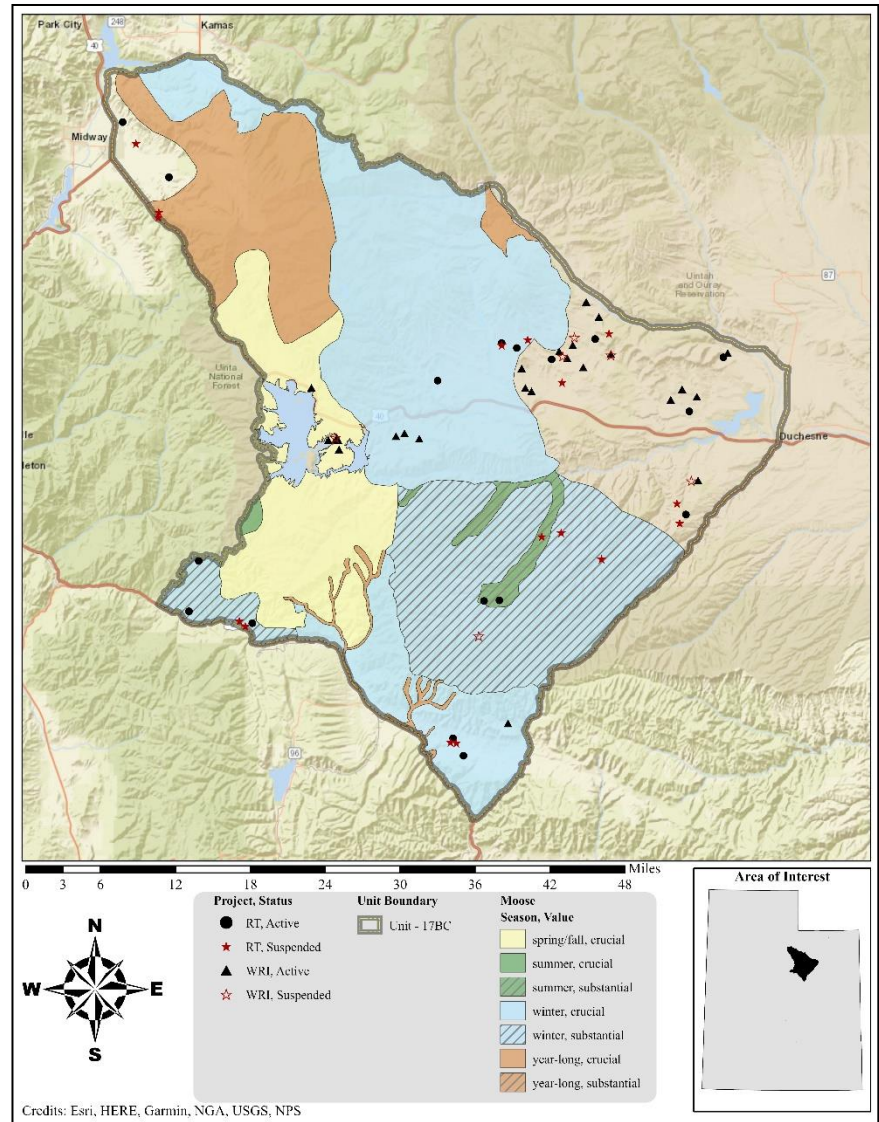 Park City
248
Kamas
40
Midway
Uintah
and Ouray
Reservation
87
Uinta
National
Forest
40
Duchesne
leton
96
Miles
0 3 6 12 18 24 30 36 42 48
Project, Status
RT, Active
RT, Suspended
WRI, Active
WRI, Suspended
Unit Boundary
Unit - 17BC
Moose
Season, Value
spring/fall, crucial
summer, crucial
summer, substantial
winter, crucial
winter, substantial
year-long, crucial
year-long, substantial
Area of Interest
N
W E
S
Credits: Esri, HERE, Garmin, NGA, USGS, NPS